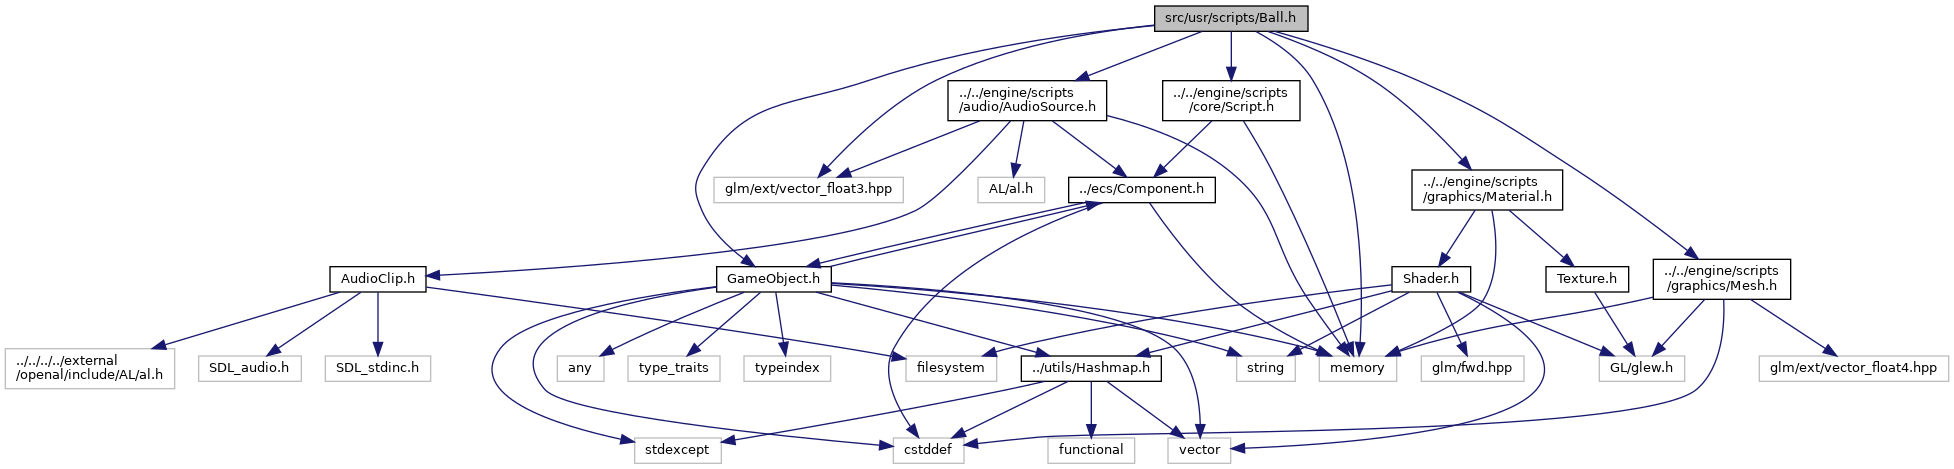 src/usr/scripts/Ball.h
../../engine/scripts
/audio/AudioSource.h
../../engine/scripts
/core/Script.h
glm/ext/vector_float3.hpp
AL/al.h
../ecs/Component.h
../../engine/scripts
/graphics/Material.h
AudioClip.h
GameObject.h
Shader.h
Texture.h
../../engine/scripts
/graphics/Mesh.h
../../../../external
/openal/include/AL/al.h
SDL_audio.h
SDL_stdinc.h
any
type_traits
typeindex
filesystem
../utils/Hashmap.h
string
memory
glm/fwd.hpp
GL/glew.h
glm/ext/vector_float4.hpp
stdexcept
cstddef
functional
vector